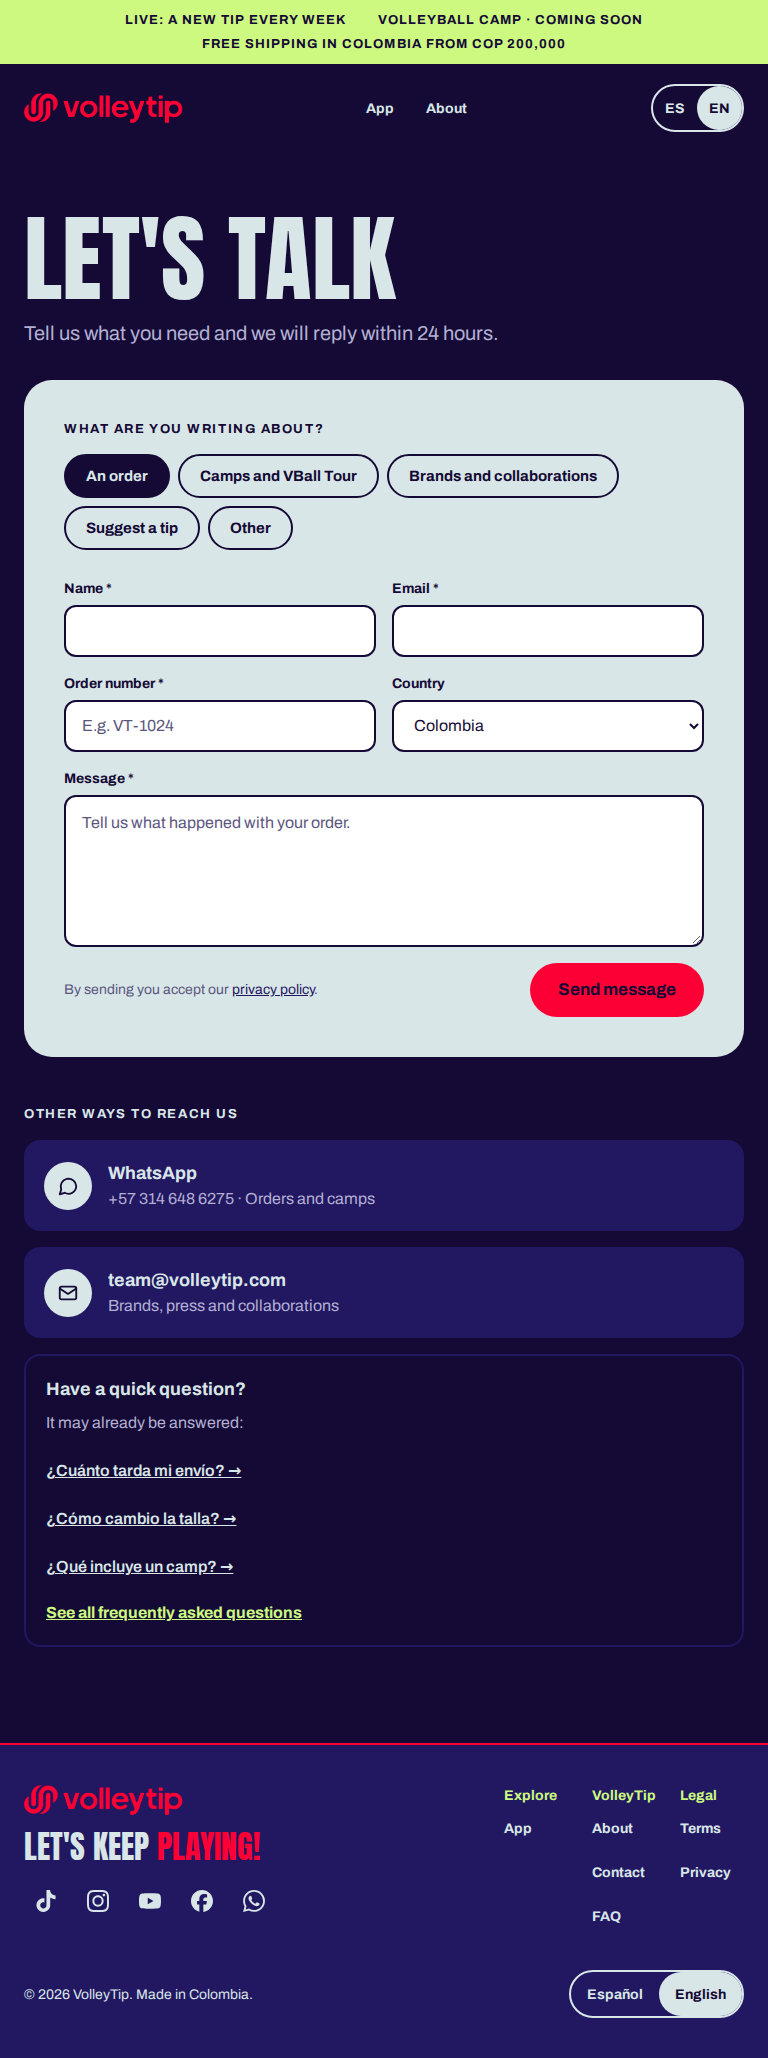 LIVE: A NEW TIP EVERY WEEK VOLLEYBALL CAMP · COMING SOON
FREE SHIPPING IN COLOMBIA FROM COP 200,000
volleytip
App About
ES EN
LET'S TALK
Tell us what you need and we will reply within 24 hours.
WHAT ARE YOU WRITING ABOUT?
An order Camps and VBall Tour Brands and collaborations
Suggest a tip Other
Name * Email *
Order number * Country
E.g. VT-1024 Colombia
Message *
Tell us what happened with your order.
By sending you accept our privacy policy. Send message
OTHER WAYS TO REACH US
WhatsApp
+57 314 648 6275 · Orders and camps
team@volleytip.com
Brands, press and collaborations
Have a quick question?
It may already be answered:
¿Cuánto tarda mi envío? →
¿Cómo cambio la talla? →
¿Qué incluye un camp? →
See all frequently asked questions
volleytip
LET'S KEEP PLAYING!
Explore VolleyTip Legal
App About Terms
Contact Privacy
FAQ
© 2026 VolleyTip. Made in Colombia. Español English